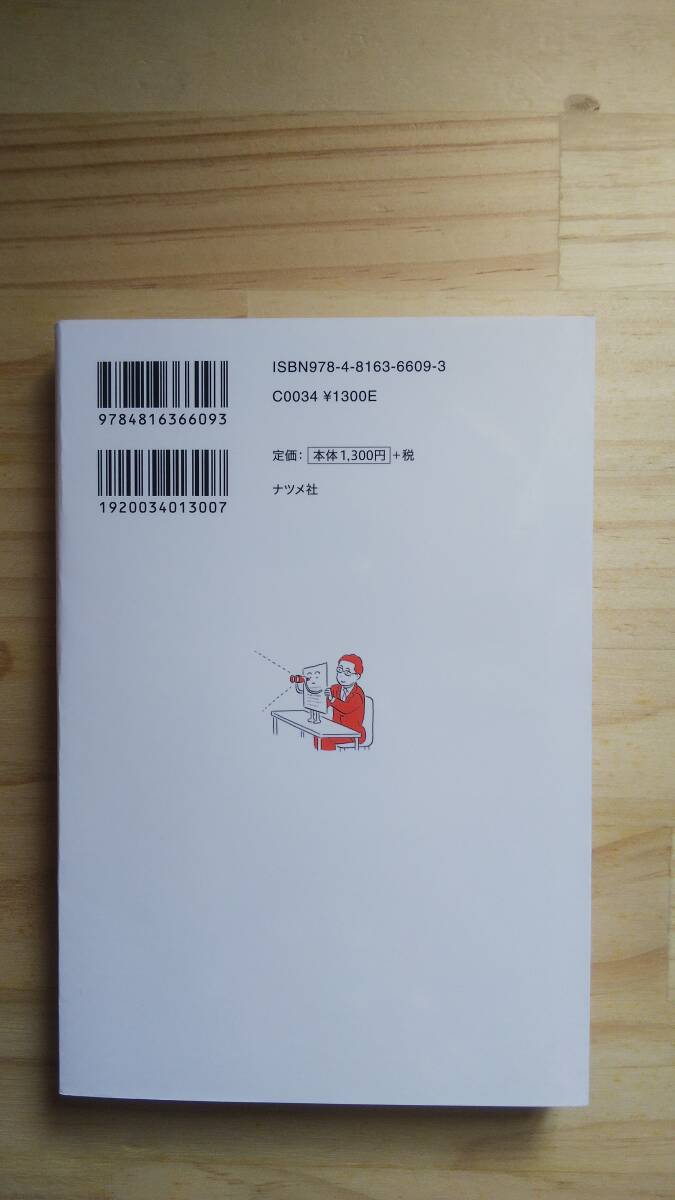 9784816366093
1920034013007
ISBN978-4-8163-6609-3
C0034 ¥1300E
定価： 本体1,300円 +税
ナツメ社